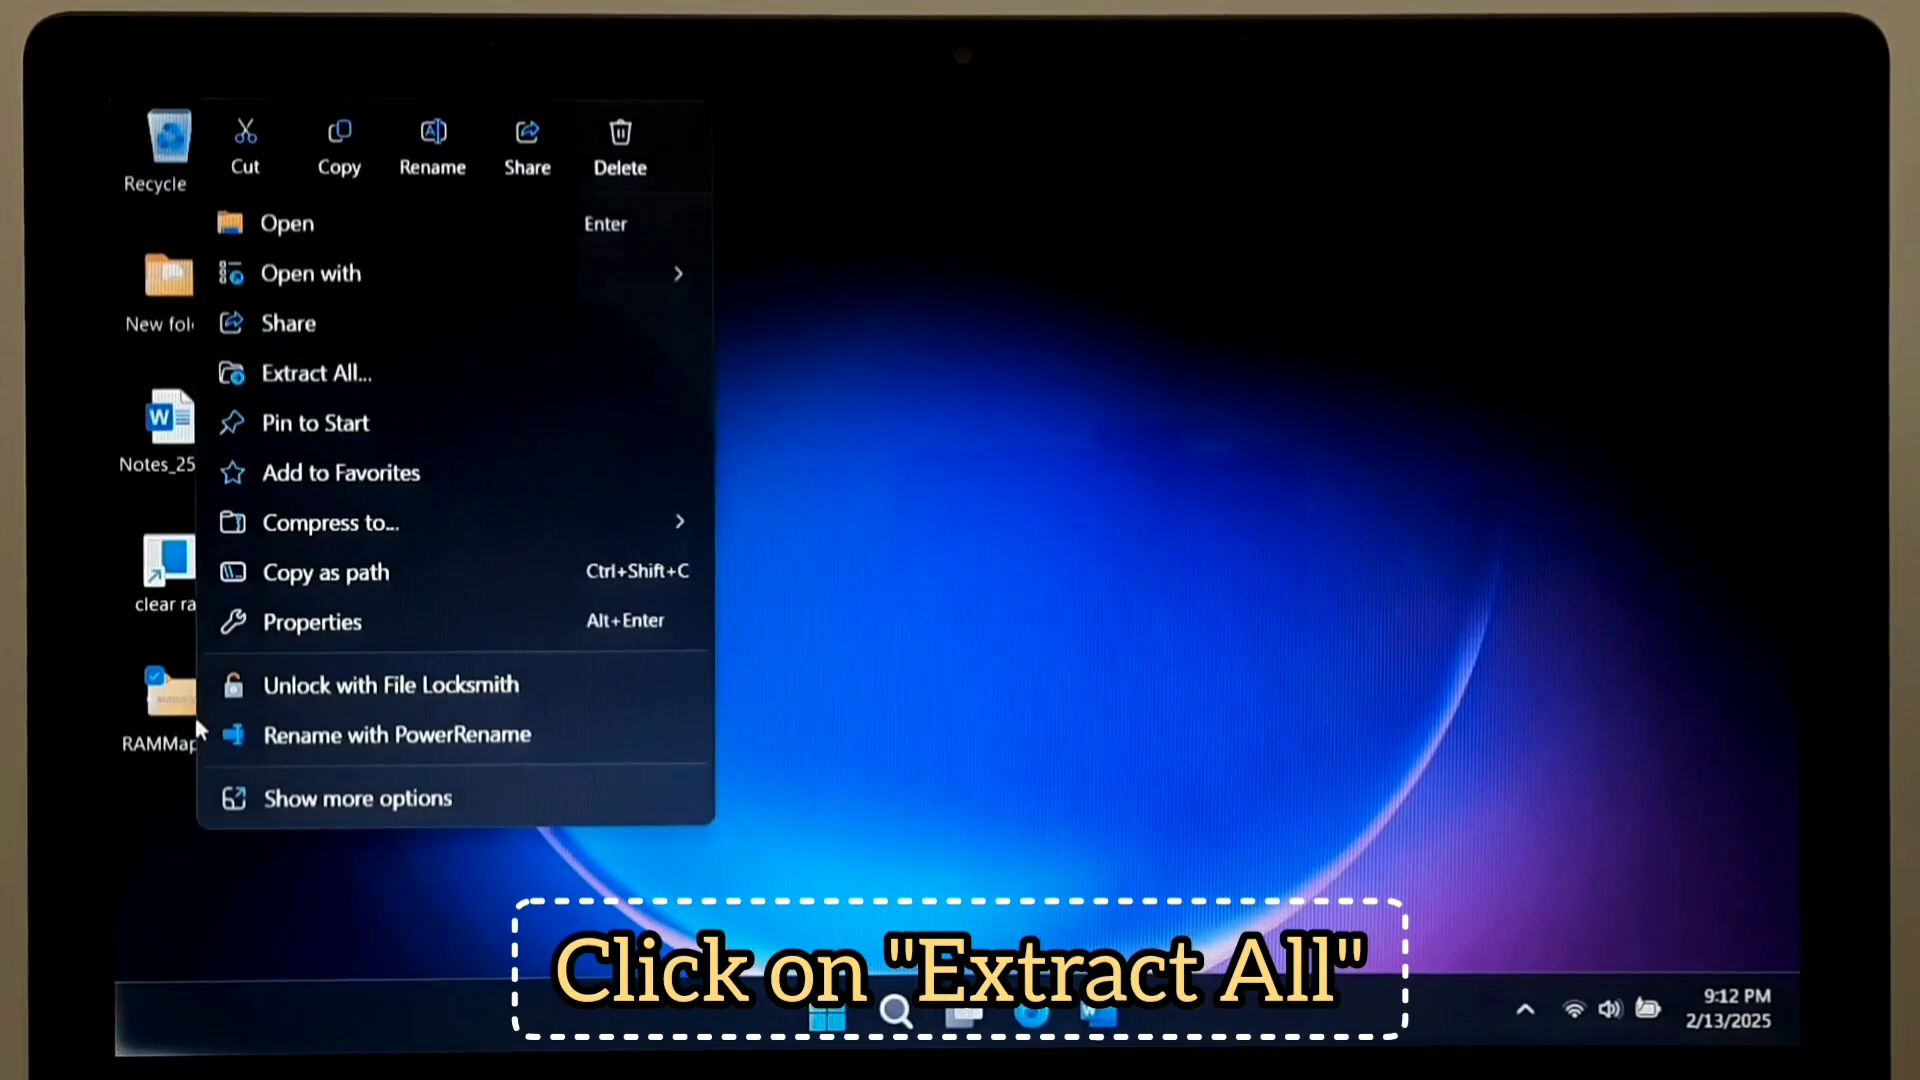 Cut
Copy
Rename
Share
Delete
Open Enter
Open with
Share
Extract All...
Pin to Start
Add to Favorites
Compress to...
Copy as path Ctrl+Shift+C
Properties Alt+Enter
Unlock with File Locksmith
Rename with PowerRename
Show more options
Recycle
New fol
Notes_25
clear ra
RAMMap
Click on "Extract All"
9:12 PM
2/13/2025